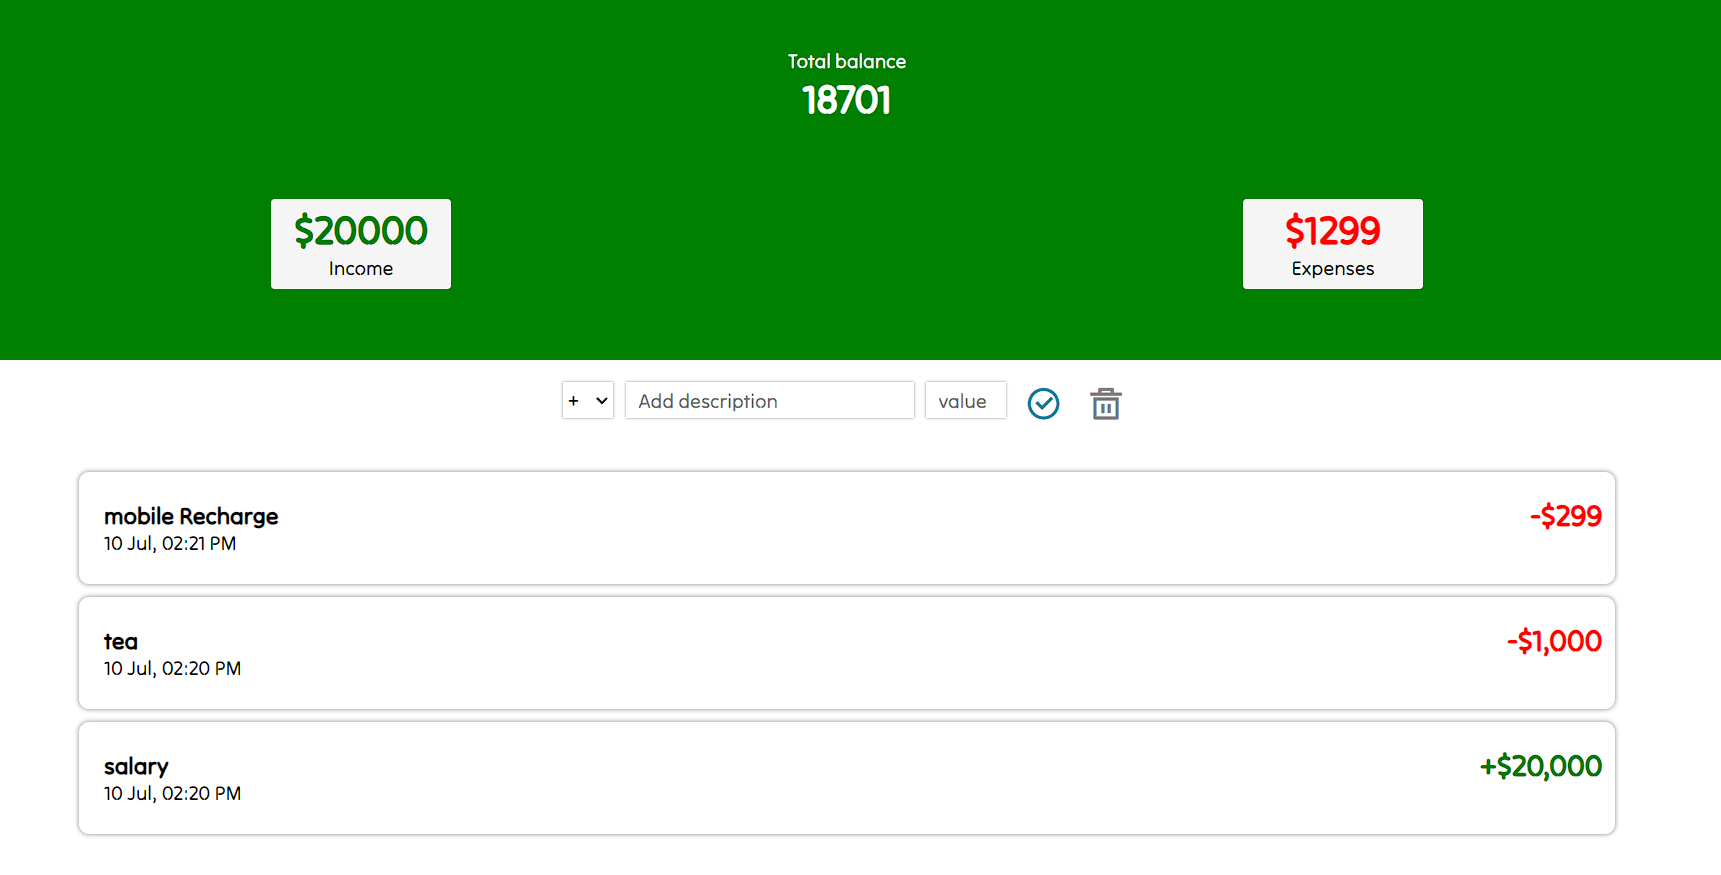 Total balance
18701
$20000
Income
$1299
Expenses
+ Add description value
mobile Recharge -$299
10 Jul, 02:21 PM
tea -$1,000
10 Jul, 02:20 PM
salary +$20,000
10 Jul, 02:20 PM